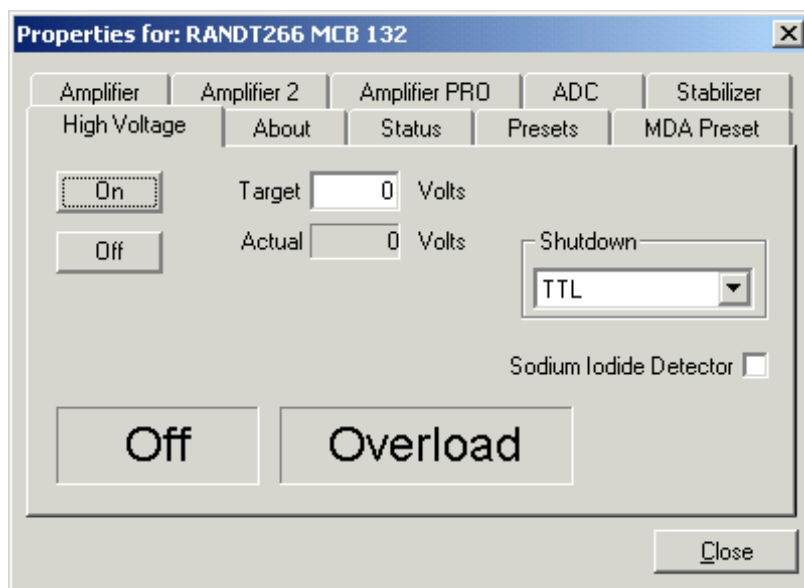 Properties for: RANDT266 MCB 132
Amplifier Amplifier 2 Amplifier PRO ADC Stabilizer
High Voltage About Status Presets MDA Preset
On Target 0 Volts
Off Actual 0 Volts
Shutdown
TTL
Sodium Iodide Detector
Off Overload
Close